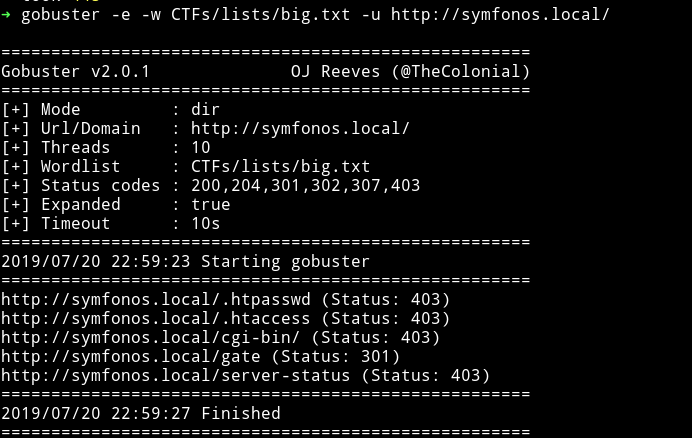 ➜ gobuster -e -w CTFs/lists/big.txt -u http://symfonos.local/
=====================================================
Gobuster v2.0.1 OJ Reeves (@TheColonial)
=====================================================
[+] Mode : dir
[+] Url/Domain : http://symfonos.local/
[+] Threads : 10
[+] Wordlist : CTFs/lists/big.txt
[+] Status codes : 200,204,301,302,307,403
[+] Expanded : true
[+] Timeout : 10s
=====================================================
2019/07/20 22:59:23 Starting gobuster
=====================================================
http://symfonos.local/.htpasswd (Status: 403)
http://symfonos.local/.htaccess (Status: 403)
http://symfonos.local/cgi-bin/ (Status: 403)
http://symfonos.local/gate (Status: 301)
http://symfonos.local/server-status (Status: 403)
=====================================================
2019/07/20 22:59:27 Finished
=====================================================